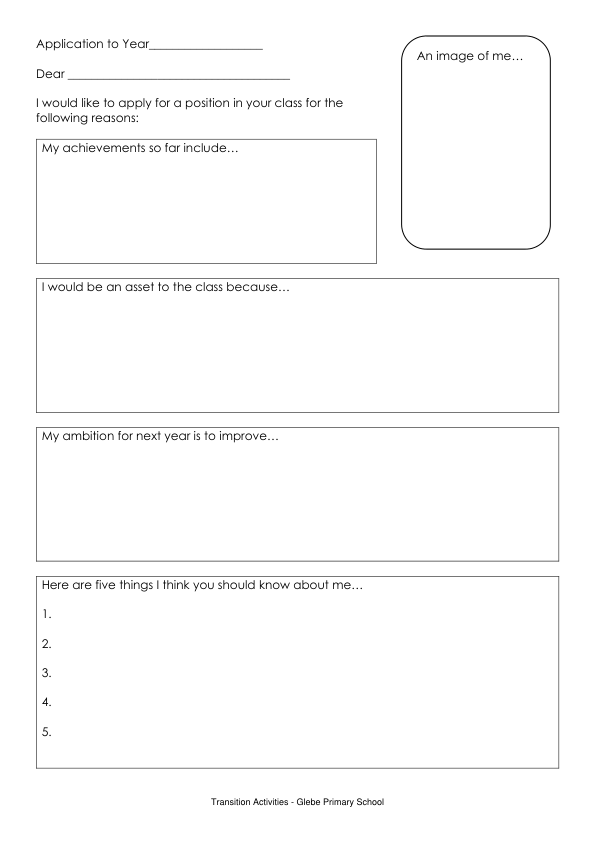 Application to Year__________________
An image of me…
Dear ___________________________________
I would like to apply for a position in your class for the
following reasons:
My achievements so far include…
I would be an asset to the class because…
My ambition for next year is to improve…
Here are five things I think you should know about me…
1.
2.
3.
4.
5.
Transition Activities - Glebe Primary School